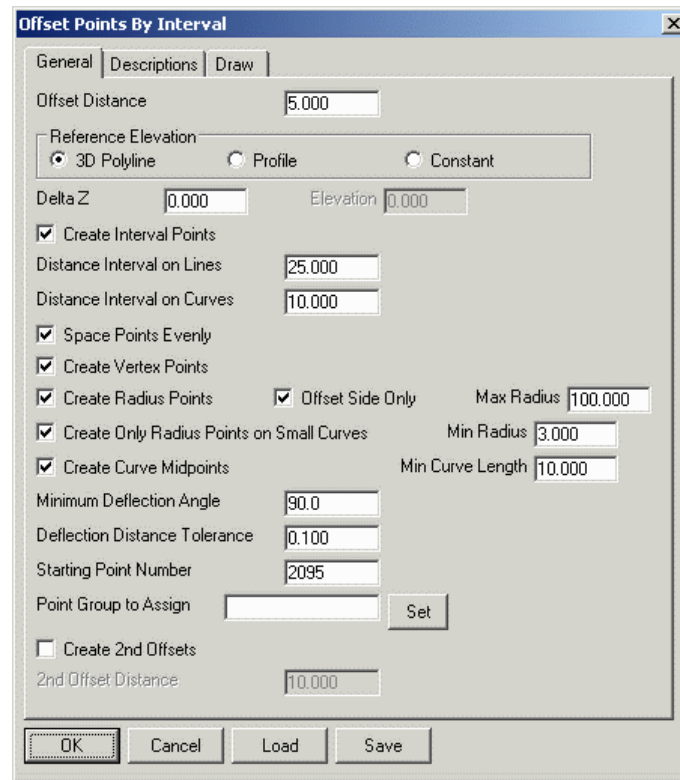 Offset Points By Interval
General Descriptions Draw
Offset Distance 5.000
Reference Elevation
3D Polyline Profile Constant
Delta Z 0.000 Elevation 0.000
Create Interval Points
Distance Interval on Lines 25.000
Distance Interval on Curves 10.000
Space Points Evenly
Create Vertex Points
Create Radius Points Offset Side Only Max Radius 100.000
Create Only Radius Points on Small Curves Min Radius 3.000
Create Curve Midpoints Min Curve Length 10.000
Minimum Deflection Angle 90.0
Deflection Distance Tolerance 0.100
Starting Point Number 2095
Point Group to Assign Set
Create 2nd Offsets
2nd Offset Distance 10.000
OK Cancel Load Save